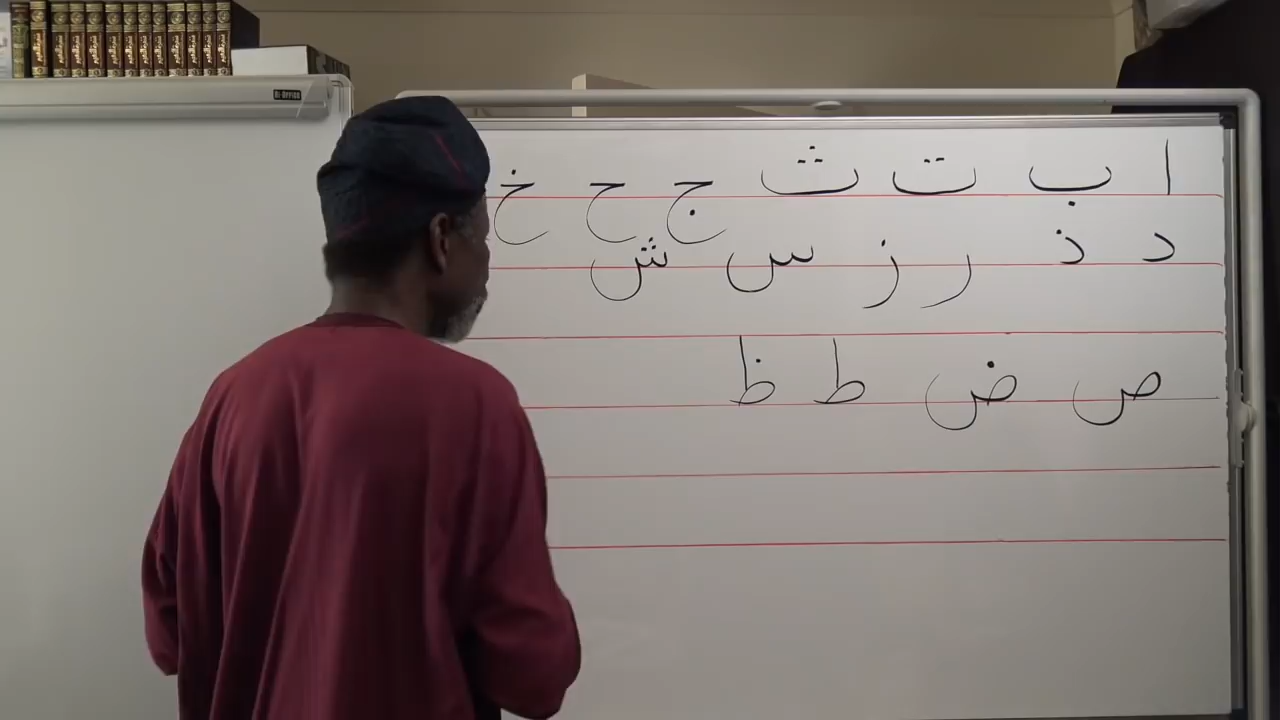 ا ب ت ث ج ح خ
د ذ ر ز س ش
ص ض ط ظ